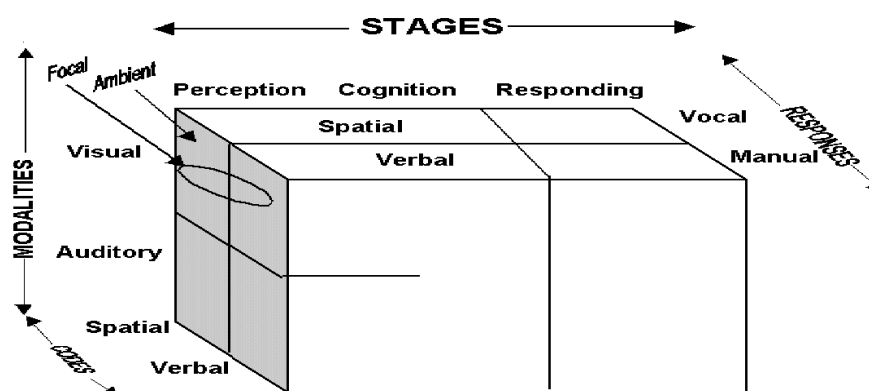 STAGES
Focal
Ambient
Perception Cognition Responding
Spatial
Vocal
Visual
Verbal
Manual
RESPONSES
MODALITIES
Auditory
Spatial
Verbal
CODES